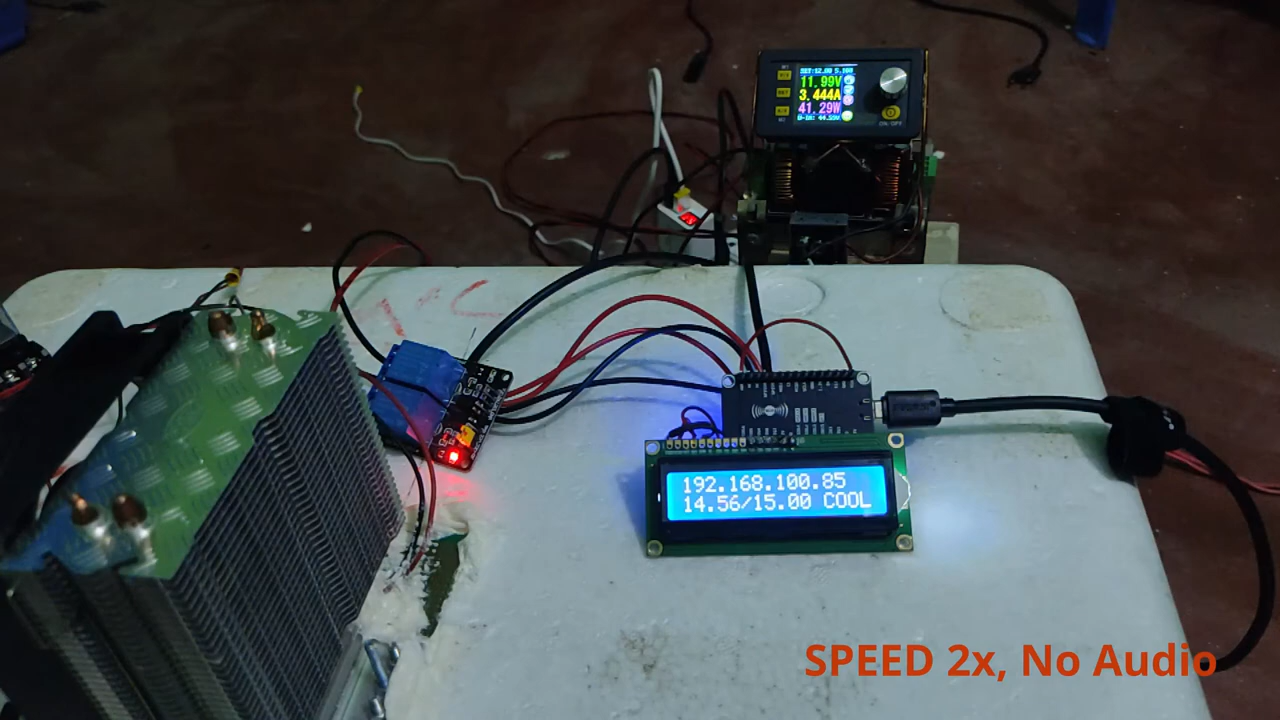 11.99V
3.444A
41.29W
ON/OFF
192.168.100.85
14.56/15.00 COOL
SPEED 2x, No Audio